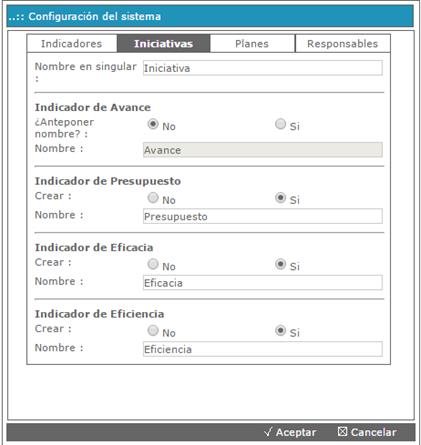 ..:: Configuración del sistema
Indicadores Iniciativas Planes Responsables
Nombre en singular : Iniciativa
Indicador de Avance
¿Anteponer nombre? : No Si
Nombre : Avance
Indicador de Presupuesto
Crear : No Si
Nombre : Presupuesto
Indicador de Eficacia
Crear : No Si
Nombre : Eficacia
Indicador de Eficiencia
Crear : No Si
Nombre : Eficiencia
√ Aceptar ☒ Cancelar